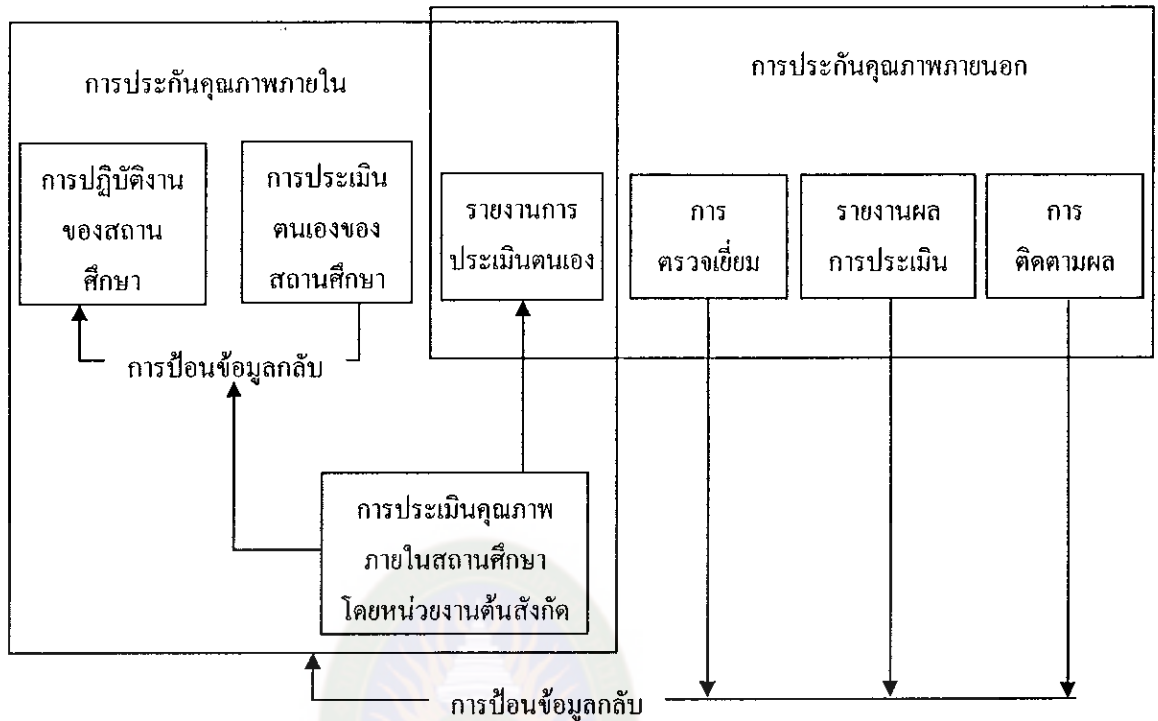 การประกันคุณภาพภายใน
การประกันคุณภาพภายนอก
การปฏิบัติงาน
ของสถาน
ศึกษา
การประเมิน
ตนเองของ
สถานศึกษา
รายงานการ
ประเมินตนเอง
การ
ตรวจเยี่ยม
รายงานผล
การประเมิน
การ
ติดตามผล
การป้อนข้อมูลกลับ
การประเมินคุณภาพ
ภายในสถานศึกษา
โดยหน่วยงานต้นสังกัด
การป้อนข้อมูลกลับ